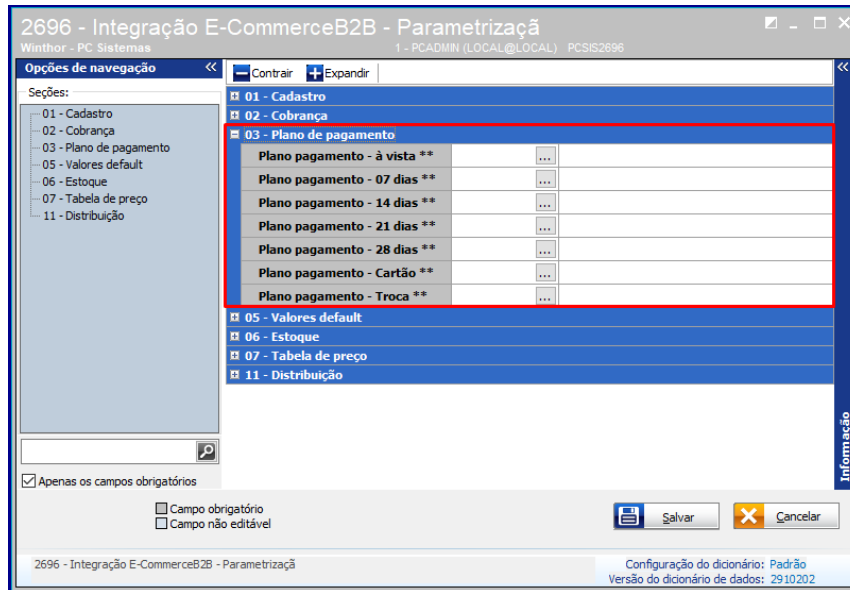 2696 - Integração E-CommerceB2B - Parametrizaçã
Winthor - PC Sistemas
1 - PCADMIN (LOCAL@LOCAL) PCSIS2696
Opções de navegação
Seções:
01 - Cadastro
02 - Cobrança
03 - Plano de pagamento
05 - Valores default
06 - Estoque
07 - Tabela de preço
11 - Distribuição
Apenas os campos obrigatórios
Contrair Expandir
01 - Cadastro
02 - Cobrança
03 - Plano de pagamento
Plano pagamento - à vista ** ...
Plano pagamento - 07 dias ** ...
Plano pagamento - 14 dias ** ...
Plano pagamento - 21 dias ** ...
Plano pagamento - 28 dias ** ...
Plano pagamento - Cartão ** ...
Plano pagamento - Troca ** ...
05 - Valores default
06 - Estoque
07 - Tabela de preço
11 - Distribuição
Informação
Campo obrigatório
Campo não editável
Salvar
Cancelar
2696 - Integração E-CommerceB2B - Parametrizaçã
Configuração do dicionário: Padrão
Versão do dicionário de dados: 2910202